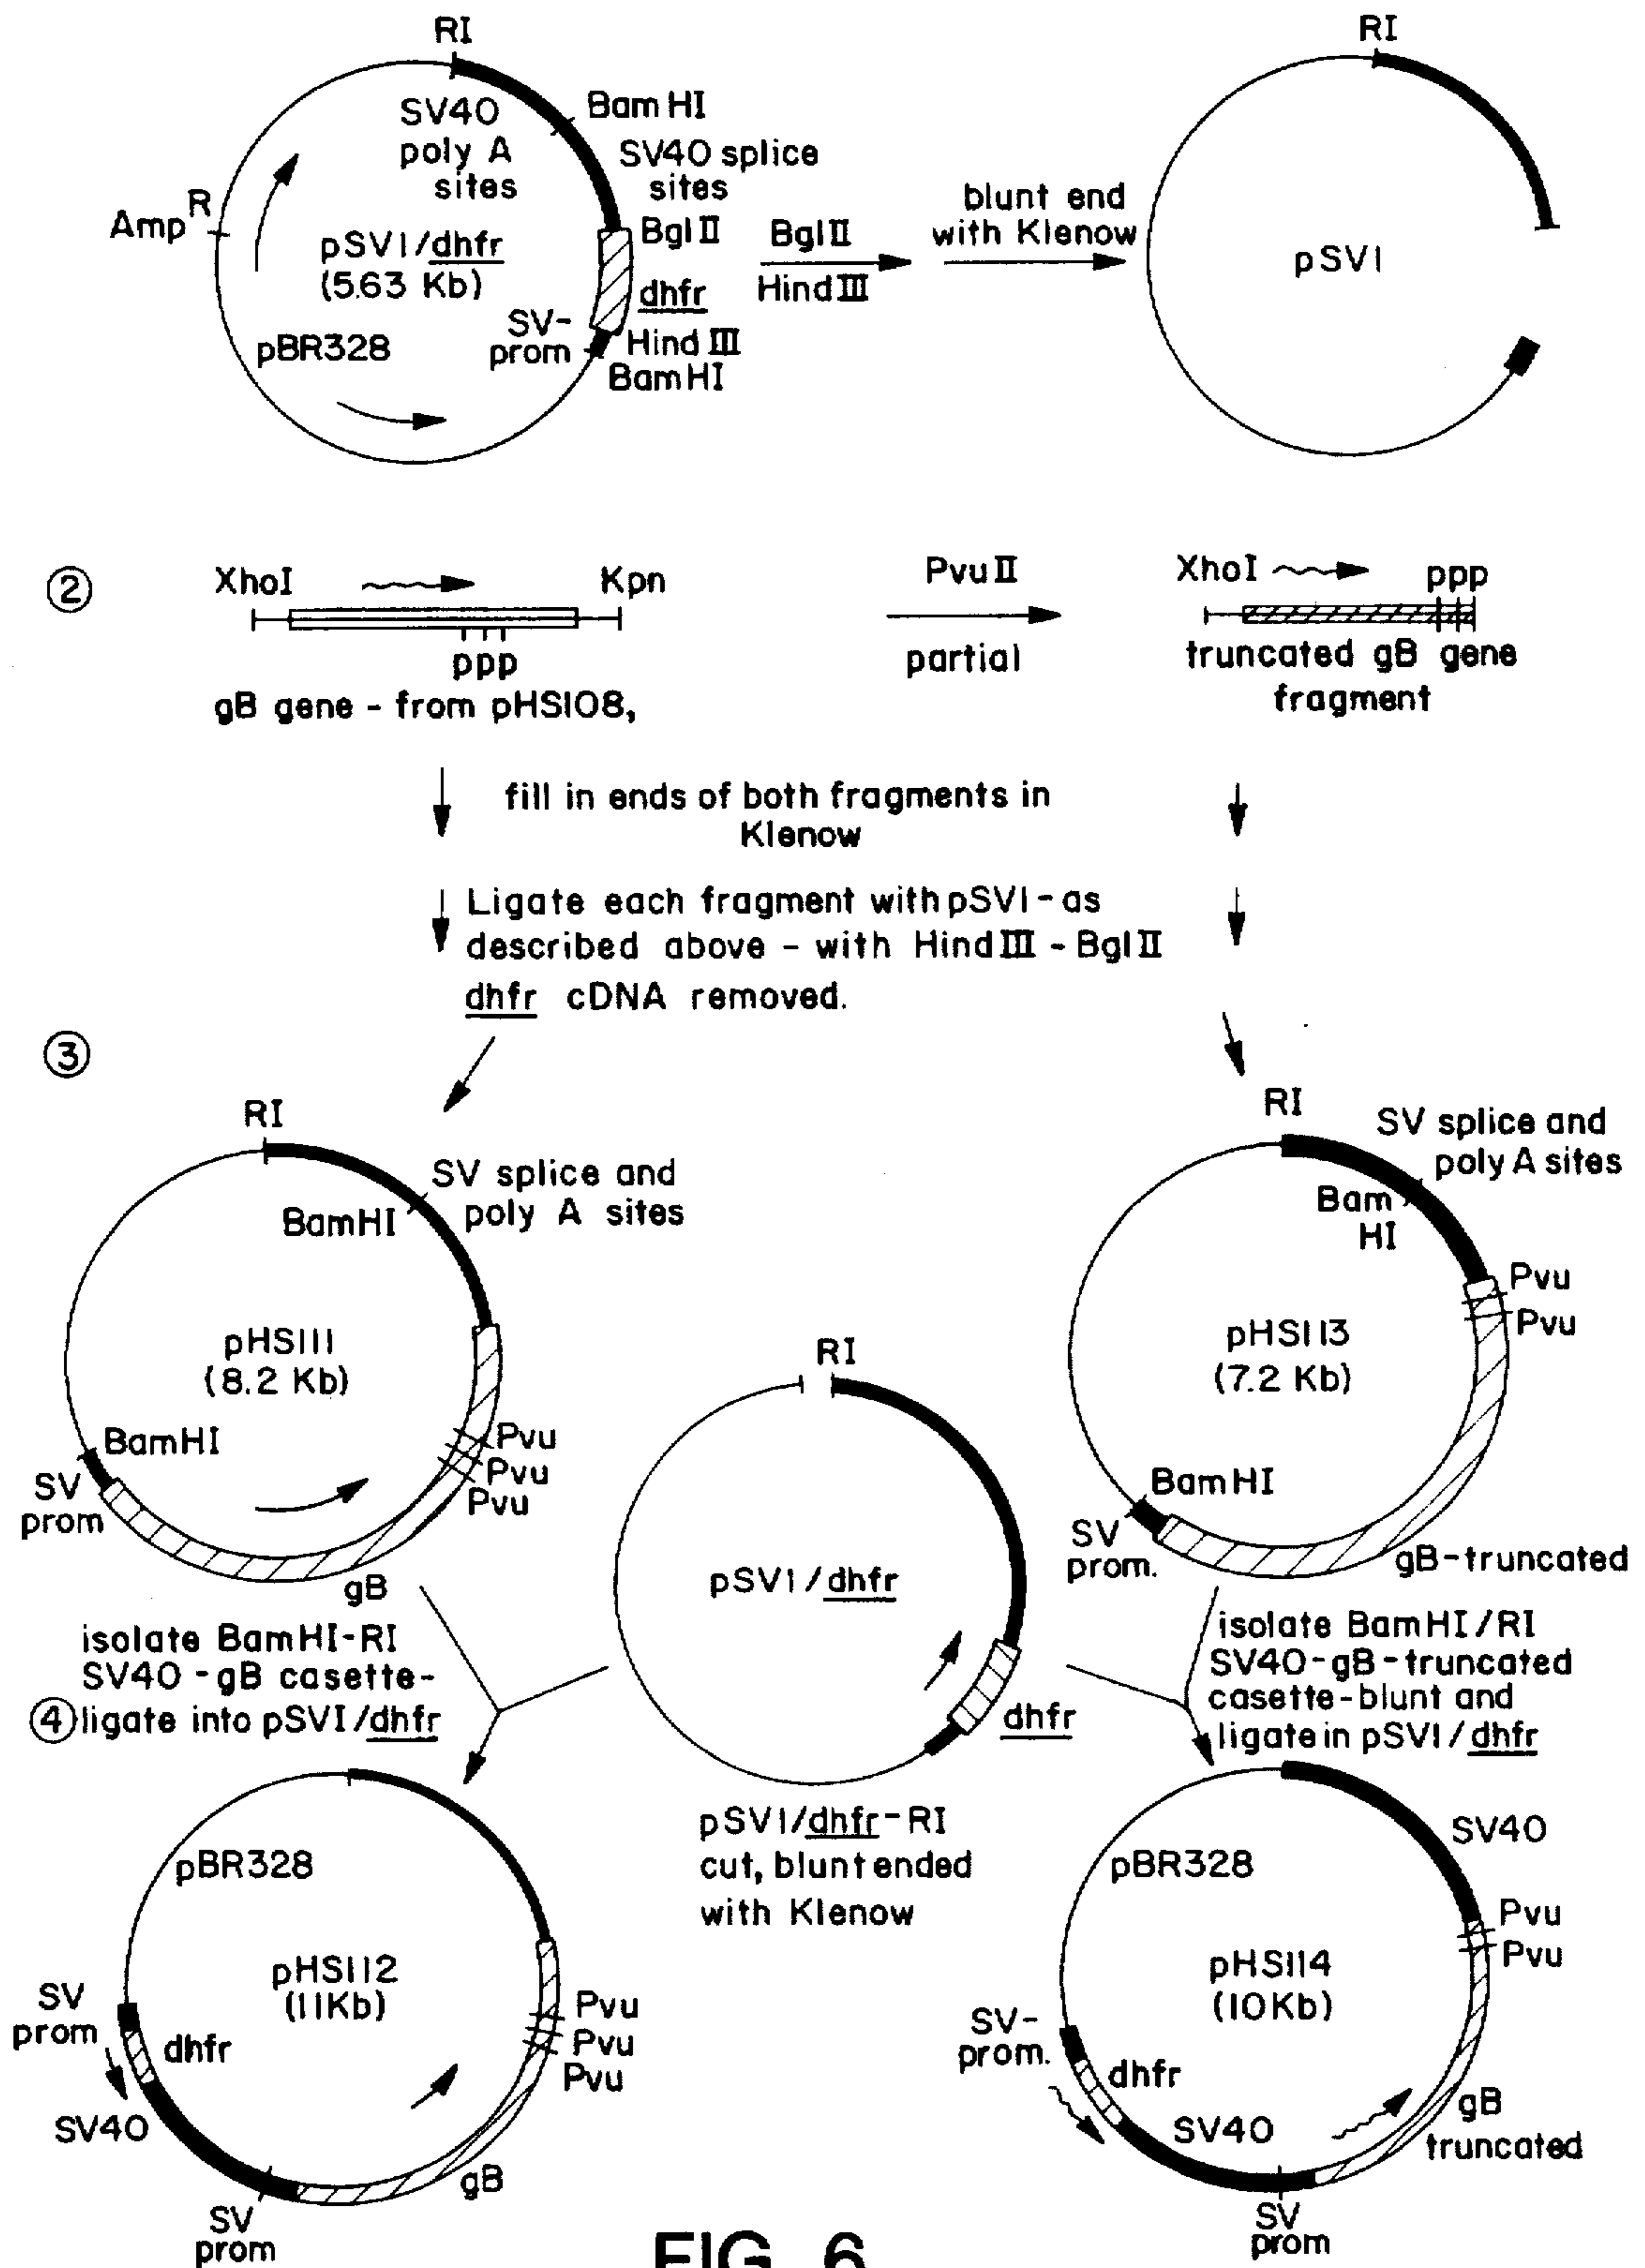 RI
SV40
poly A
sites
Bam HI
SV40 splice
sites
Amp R
pSV1/dhfr
(5.63 Kb)
Bgl II
dhfr
SV-
prom
Hind III
BamHI
pBR328
Bgl II
Hind III
blunt end
with Klenow
RI
pSV1
②
XhoI
Kpn
ppp
gB gene - from pHS108,
Pvu II
partial
XhoI
ppp
truncated gB gene
fragment
fill in ends of both fragments in
Klenow
Ligate each fragment with pSV1 - as
described above - with Hind III - Bgl II
dhfr cDNA removed.
③
RI
SV splice and
poly A sites
BamHI
pHS111
(8.2 Kb)
BamHI
SV
prom
Pvu
Pvu
Pvu
gB
RI
SV splice and
poly A sites
Bam
HI
Pvu
Pvu
pHS113
(7.2 Kb)
BamHI
SV
prom.
gB-truncated
RI
pSV1/dhfr
dhfr
pSV1/dhfr-RI
cut, blunt ended
with Klenow
isolate BamHI-RI
SV40-gB casette-
④ ligate into pSV1/dhfr
isolate BamHI/RI
SV40-gB-truncated
casette-blunt and
ligate in pSV1/dhfr
pBR328
pHS112
(11Kb)
SV
prom
dhfr
SV40
SV
prom
gB
Pvu
Pvu
Pvu
pBR328
SV40
Pvu
Pvu
pHS114
(10Kb)
SV-
prom.
dhfr
SV40
SV
prom
gB
truncated
FIG. 6